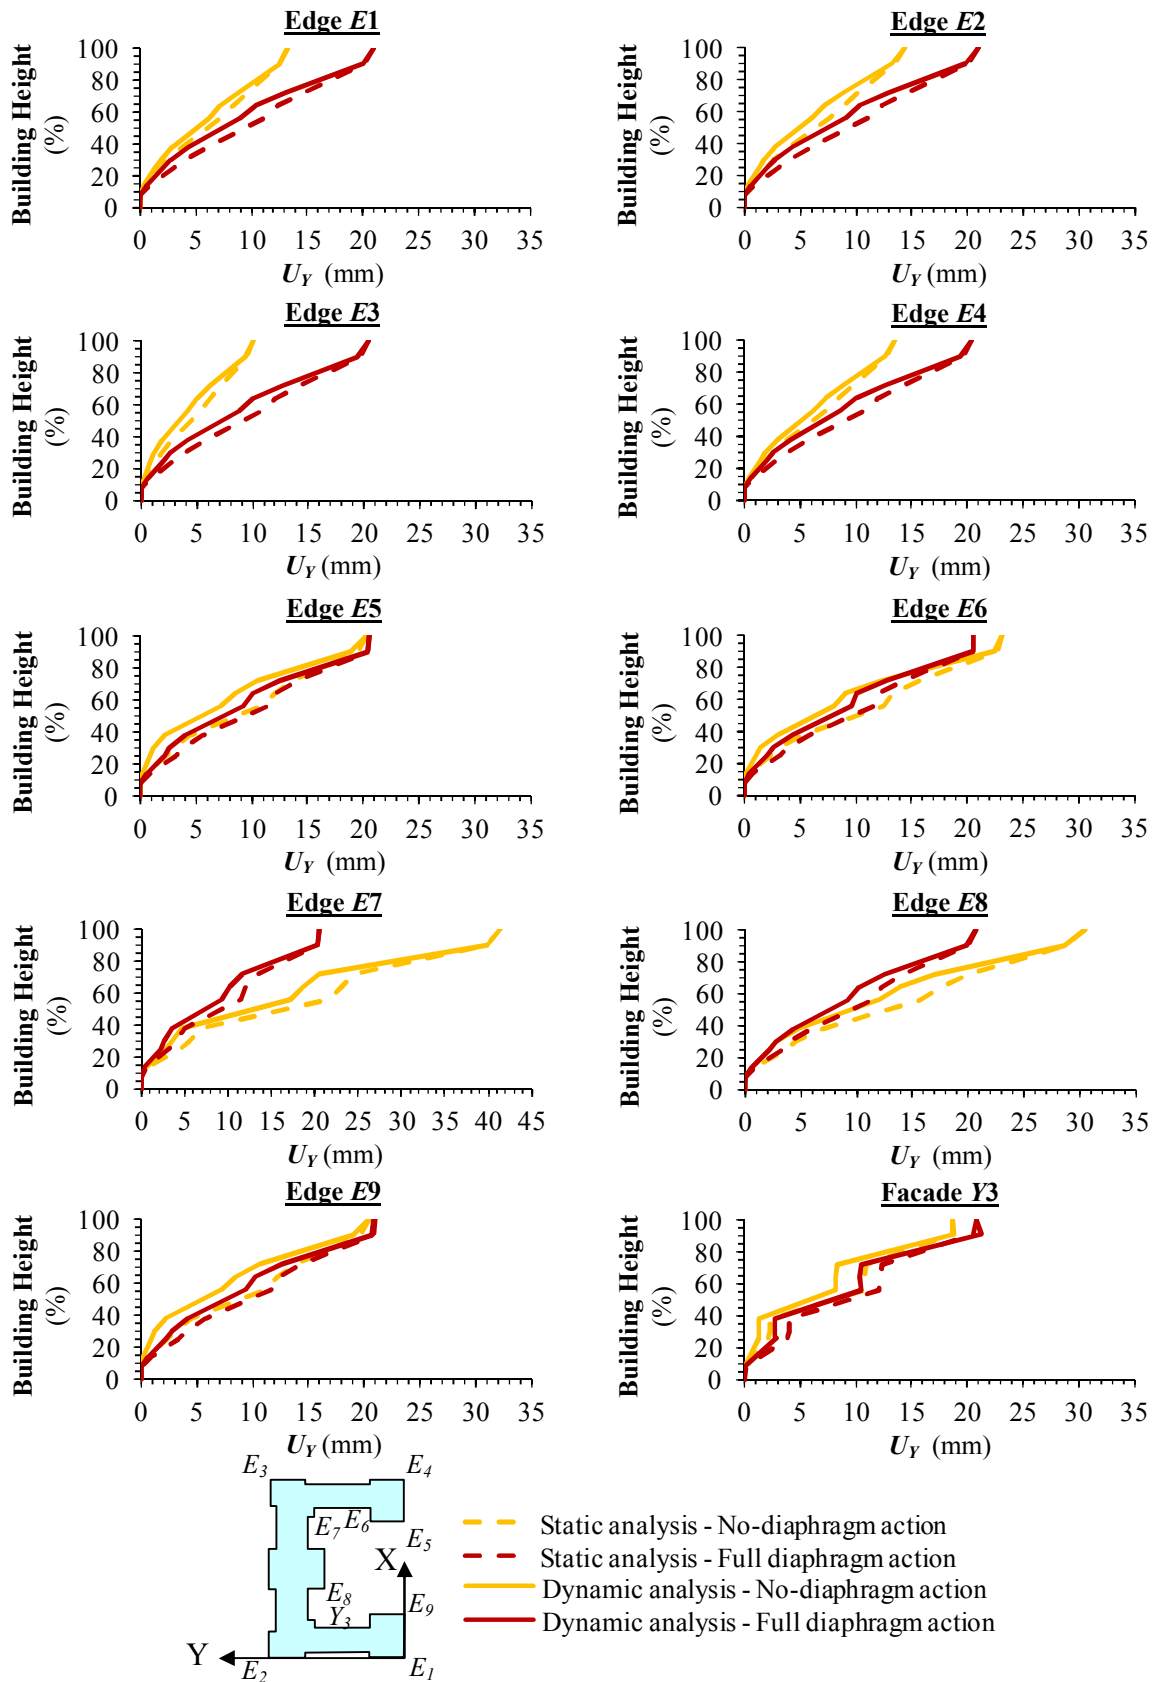 Edge E1
Building Height
(%)
100
80
60
40
20
0
0 5 10 15 20 25 30 35
UY (mm)
Edge E2
Building Height
(%)
100
80
60
40
20
0
0 5 10 15 20 25 30 35
UY (mm)
Edge E3
Building Height
(%)
100
80
60
40
20
0
0 5 10 15 20 25 30 35
UY (mm)
Edge E4
Building Height
(%)
100
80
60
40
20
0
0 5 10 15 20 25 30 35
UY (mm)
Edge E5
Building Height
(%)
100
80
60
40
20
0
0 5 10 15 20 25 30 35
UY (mm)
Edge E6
Building Height
(%)
100
80
60
40
20
0
0 5 10 15 20 25 30 35
UY (mm)
Edge E7
Building Height
(%)
100
80
60
40
20
0
0 5 10 15 20 25 30 35 40 45
UY (mm)
Edge E8
Building Height
(%)
100
80
60
40
20
0
0 5 10 15 20 25 30 35
UY (mm)
Edge E9
Building Height
(%)
100
80
60
40
20
0
0 5 10 15 20 25 30 35
UY (mm)
Facade Y3
Building Height
(%)
100
80
60
40
20
0
0 5 10 15 20 25 30 35
UY (mm)
E3 E4
E7 E6
E5
X
E8
E9
Y3
Y
E2
E1
Static analysis - No-diaphragm action
Static analysis - Full diaphragm action
Dynamic analysis - No-diaphragm action
Dynamic analysis - Full diaphragm action